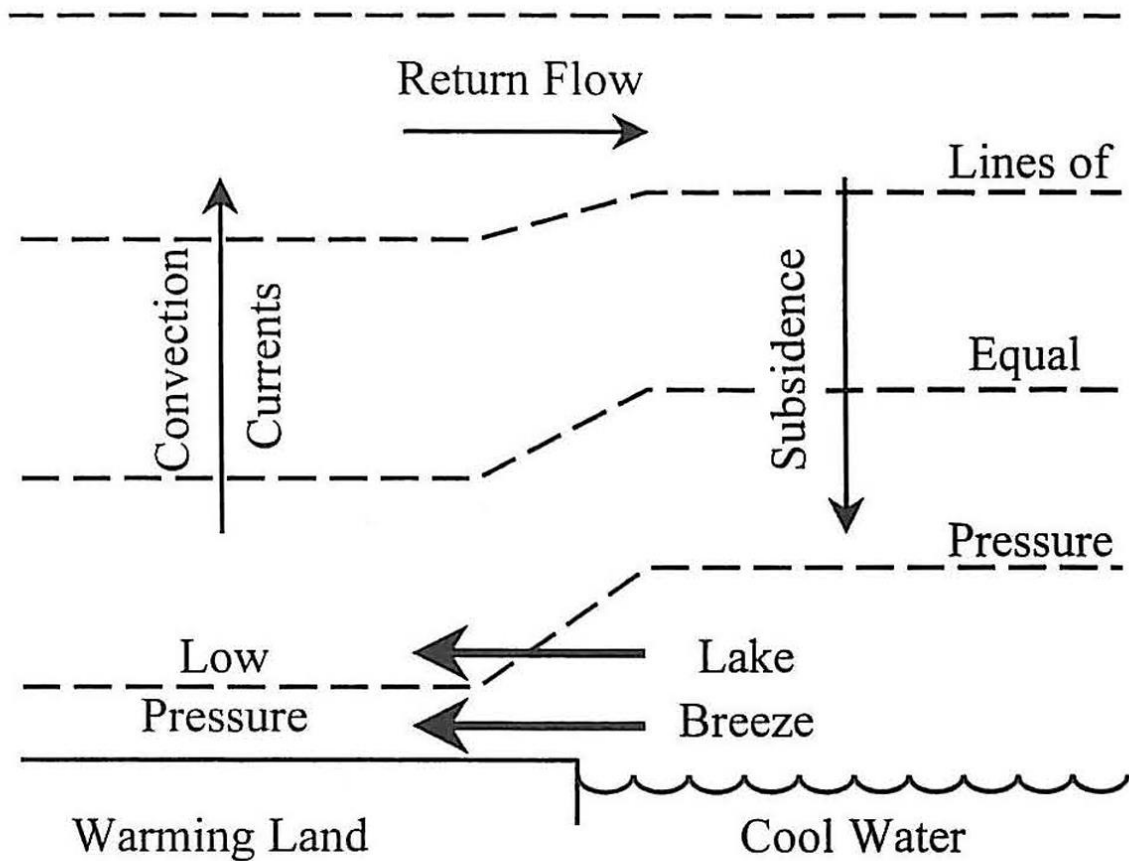 Return Flow
Lines of
Convection
Currents
Subsidence
Equal
Pressure
Low
Pressure
Lake
Breeze
Warming Land
Cool Water